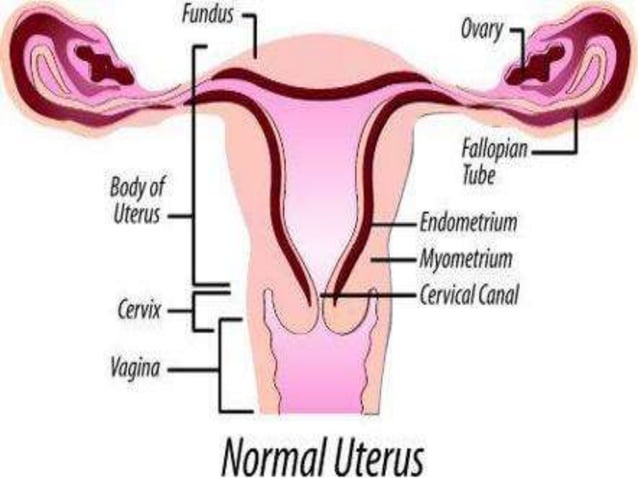 Fundus
Ovary
Fallopian
Tube
Body of
Uterus
Endometrium
Myometrium
Cervical Canal
Cervix
Vagina
Normal Uterus